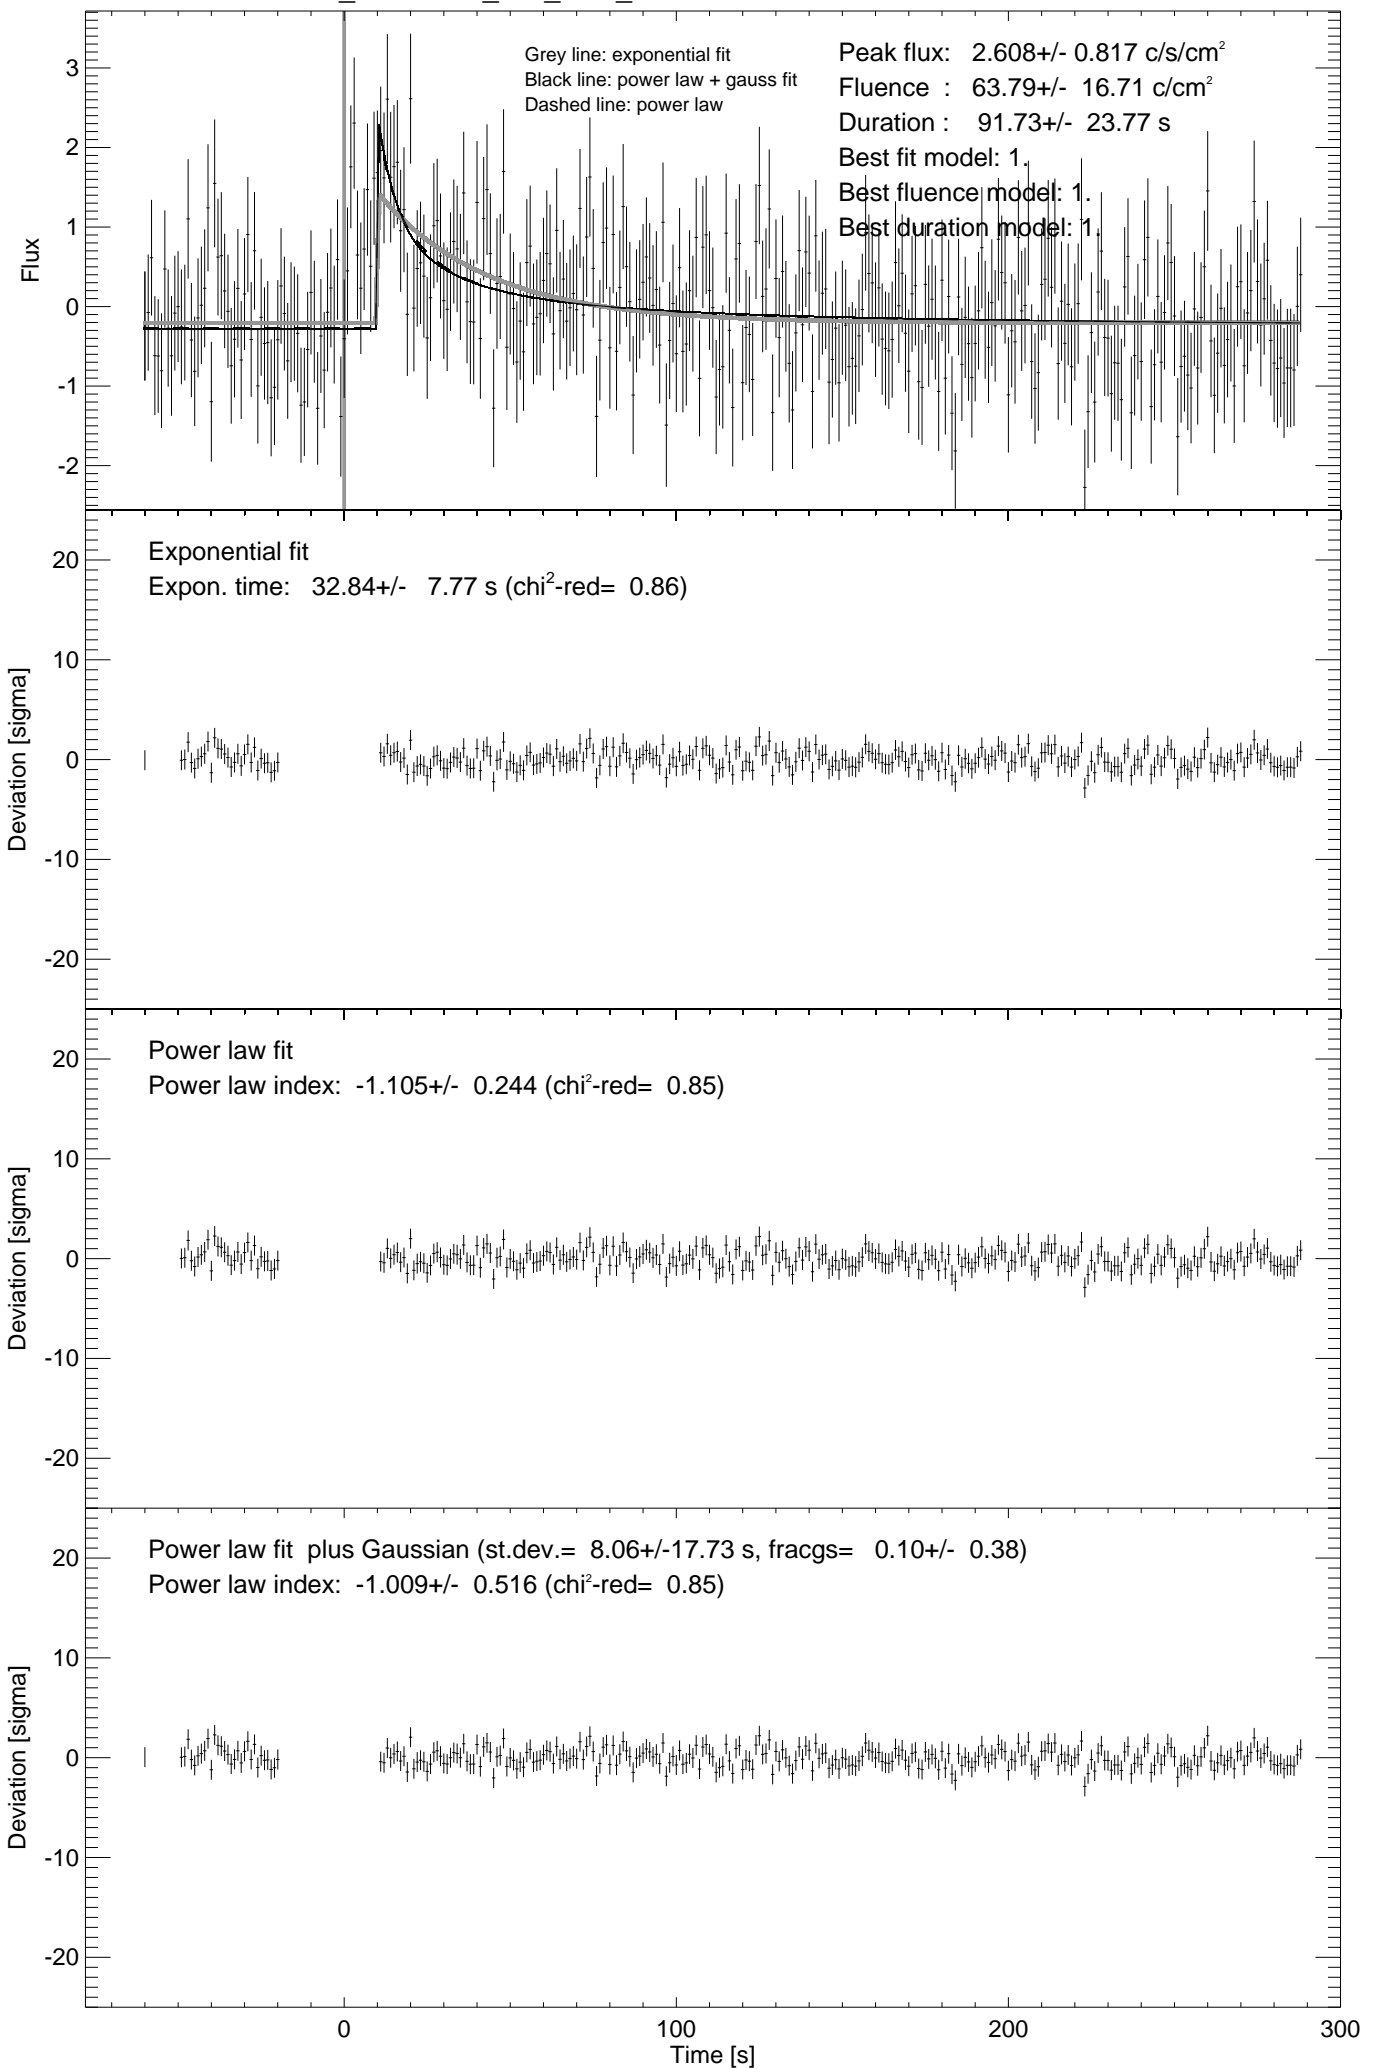 Grey line: exponential fit
Black line: power law + gauss fit
Dashed line: power law
Peak flux: 2.608+/- 0.817 c/s/cm²
Fluence : 63.79+/- 16.71 c/cm²
Duration : 91.73+/- 23.77 s
Best fit model: 1.
Best fluence model: 1.
Best duration model: 1.
Flux
3
2
1
0
-1
-2
Exponential fit
Expon. time: 32.84+/- 7.77 s (chi²-red= 0.86)
Deviation [sigma]
20
10
0
-10
-20
Power law fit
Power law index: -1.105+/- 0.244 (chi²-red= 0.85)
Deviation [sigma]
20
10
0
-10
-20
Power law fit plus Gaussian (st.dev.= 8.06+/-17.73 s, fracgs= 0.10+/- 0.38)
Power law index: -1.009+/- 0.516 (chi²-red= 0.85)
Deviation [sigma]
20
10
0
-10
-20
0 100 200 300
Time [s]